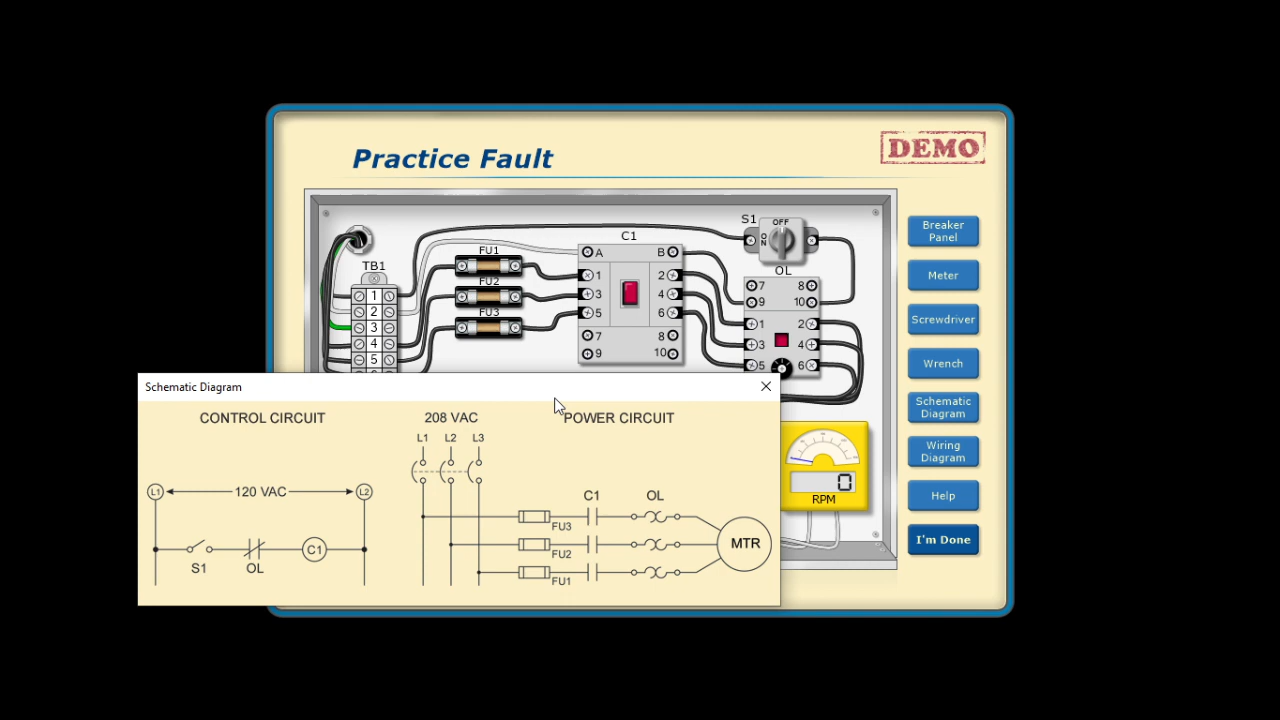 Practice Fault
DEMO
S1
OFF
ON
C1
FU1
A
B
Breaker
Panel
TB1
OL
1
2
7
8
Meter
FU2
3
4
9
10
1
5
6
1
2
Screwdriver
2
FU3
3
3
4
7
8
4
5
9
10
5
6
Wrench
Schematic Diagram
Schematic
Diagram
CONTROL CIRCUIT
208 VAC
POWER CIRCUIT
L1 L2 L3
Wiring
Diagram
0
RPM
L1
120 VAC
L2
C1
OL
Help
FU3
MTR
I'm Done
C1
FU2
S1
OL
FU1